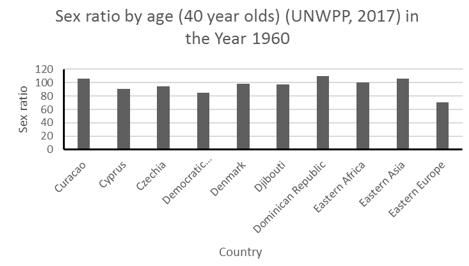 Sex ratio by age (40 year olds) (UNWPP, 2017) in
the Year 1960
120
100
80
60
40
20
0
Sex ratio
Curacao
Cyprus
Czechia
Democratic...
Denmark
Djibouti
Dominican Republic
Eastern Africa
Eastern Asia
Eastern Europe
Country